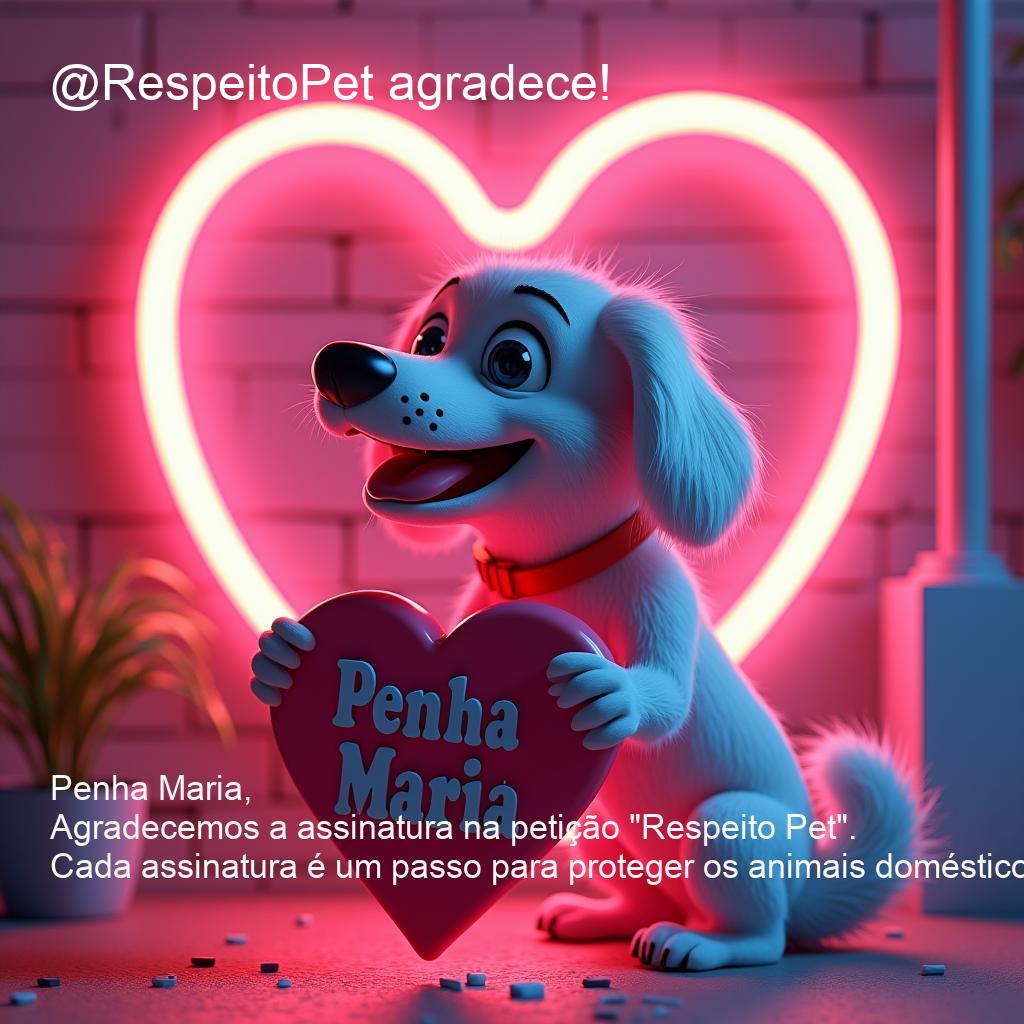 @RespeitoPet agradece!
Penha
Maria
Penha Maria,
Agradecemos a assinatura na petição "Respeito Pet".
Cada assinatura é um passo para proteger os animais doméstico